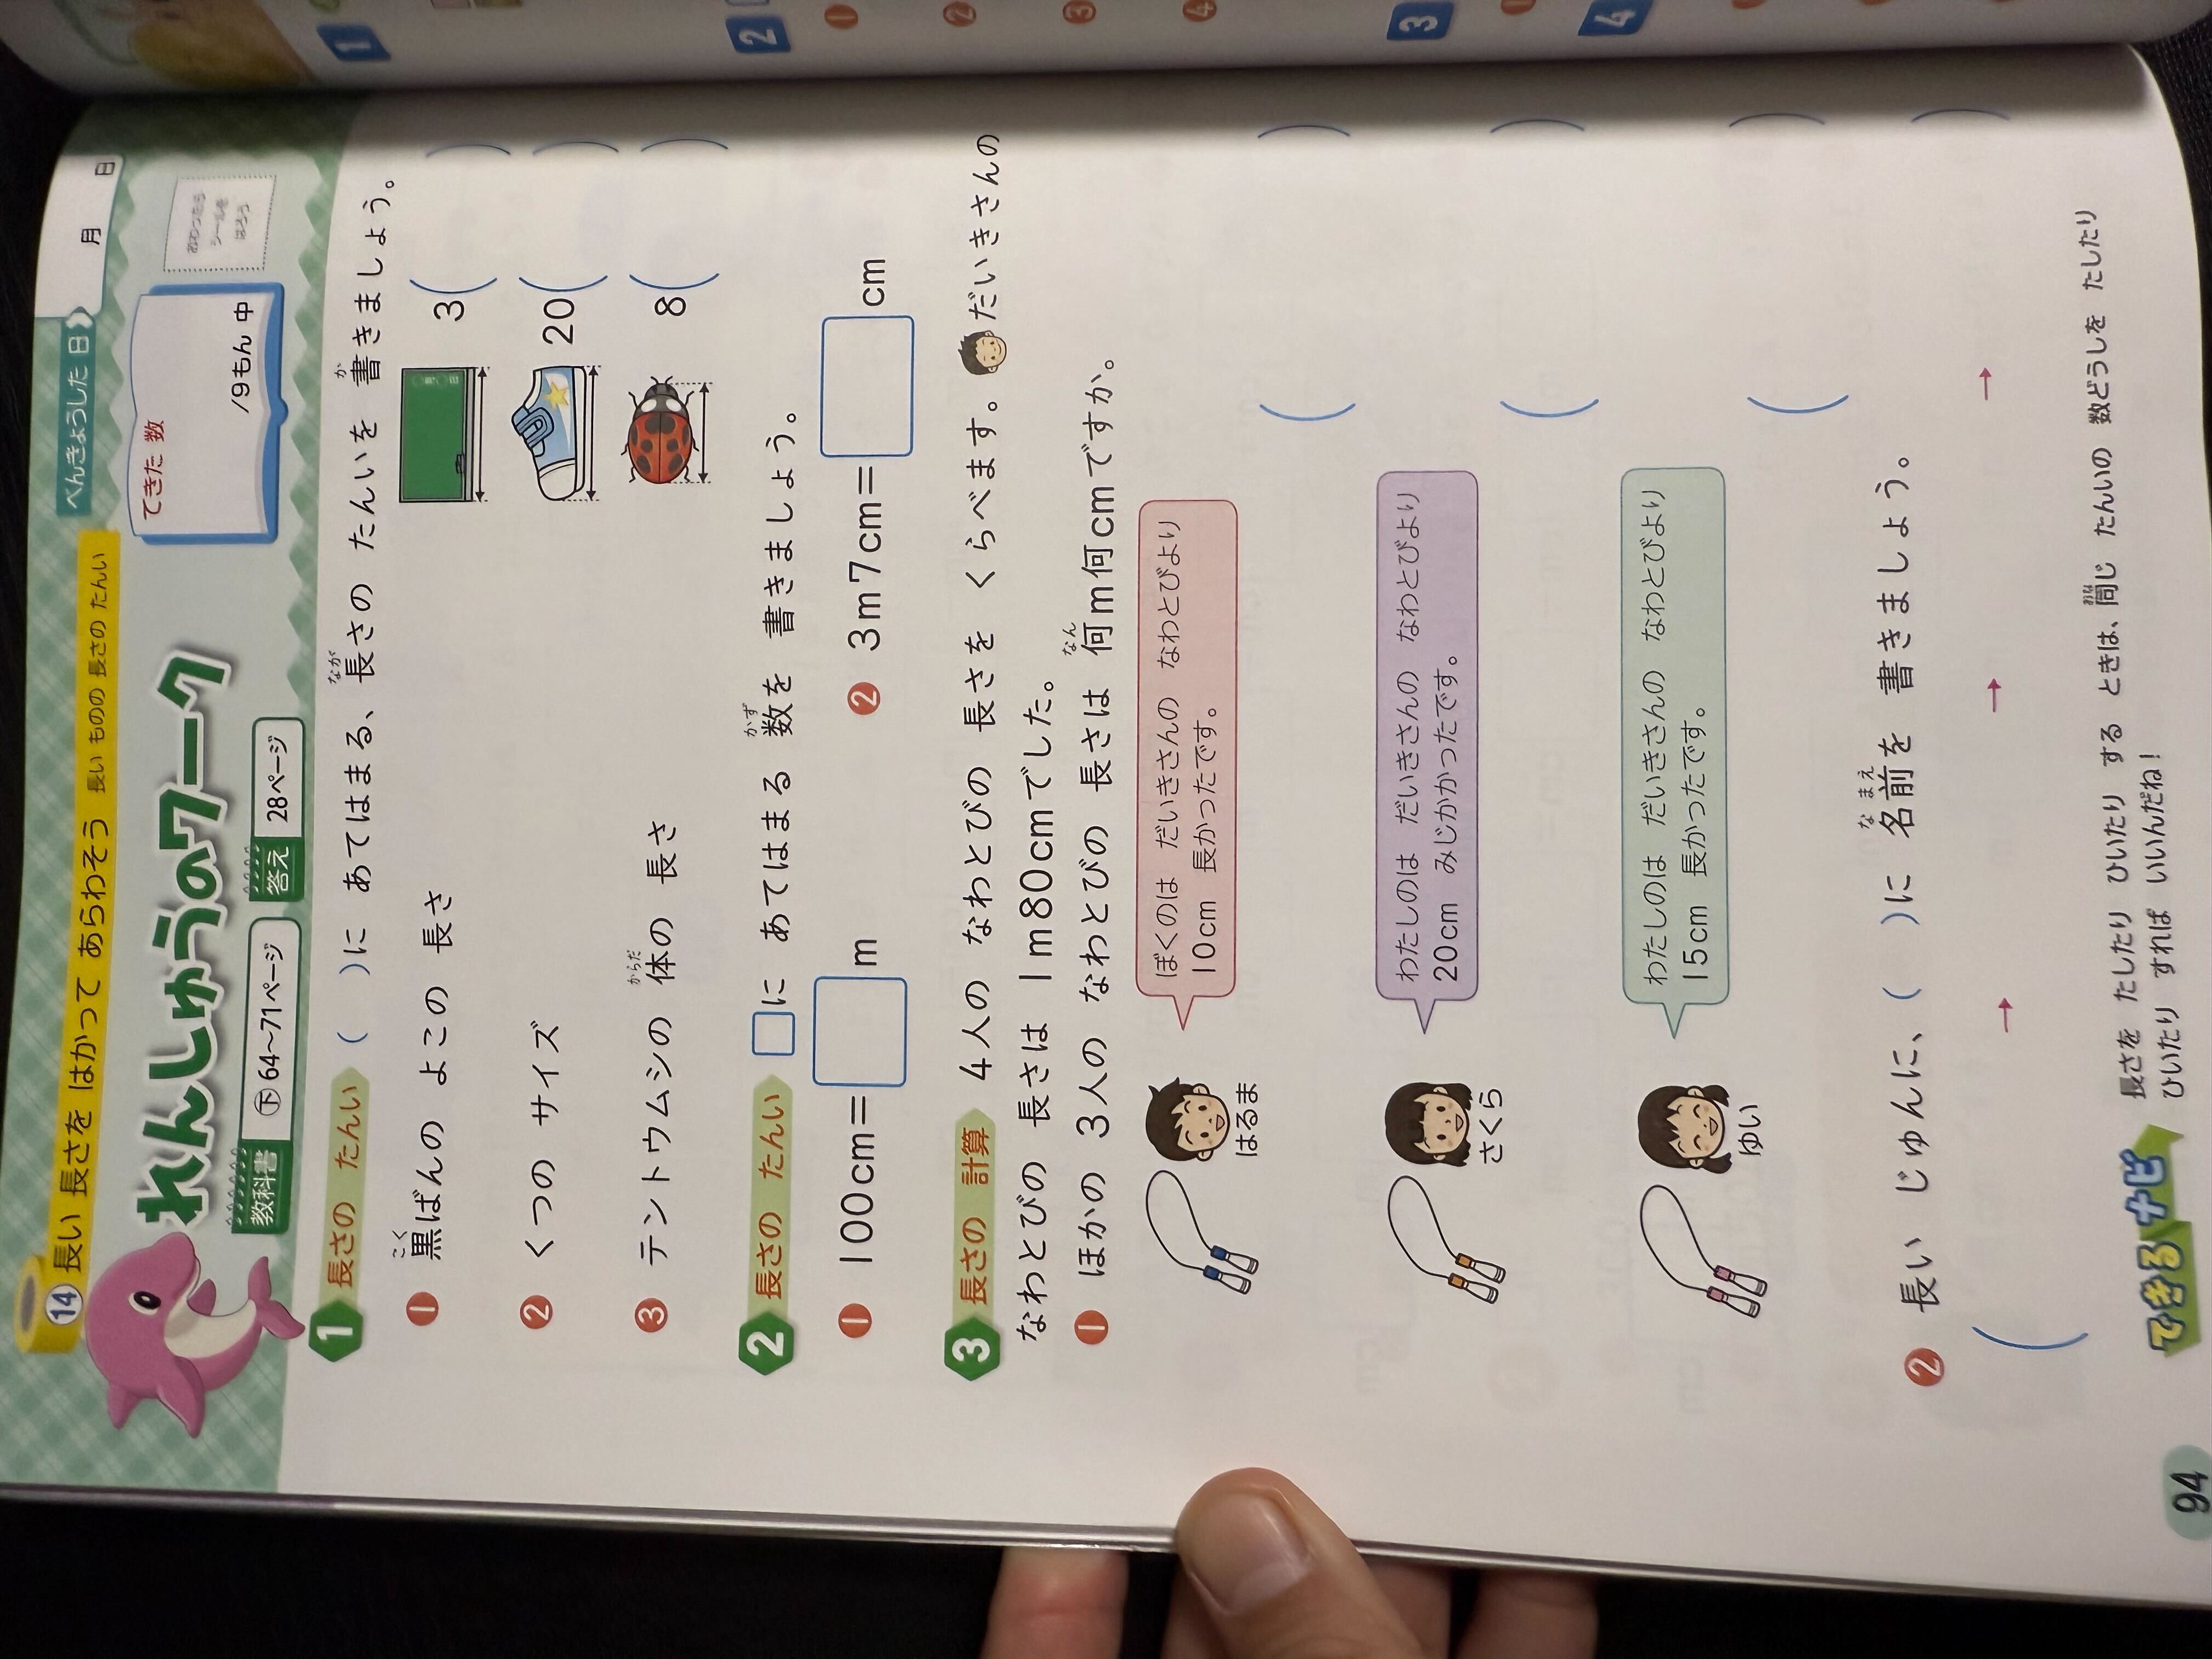 14 長い 長さを はかって あらわそう 長い ものの 長さの たんい
べんきょうした 日 月 日
れんしゅうのワーク
教科書 下 64〜71ページ 答え 28ページ
できた 数
/9もん 中
おわったら
シールを
はろう
1 長さの たんい ( )に あてはまる、長さの たんいを 書きましょう。
❶ 黒ばんの よこの 長さ 3( )
❷ くつの サイズ 20( )
❸ テントウムシの 体の 長さ 8( )
2 長さの たんい □に あてはまる 数を 書きましょう。
❶ 100cm=□m ❷ 3m7cm=□cm
3 長さの 計算 4人の なわとびの 長さを くらべます。だいきさんの
なわとびの 長さは 1m80cmでした。
❶ ほかの 3人の なわとびの 長さは 何m何cmですか。
ぼくのは だいきさんの なわとびより
10cm 長かったです。
はるま
( )
わたしのは だいきさんの なわとびより
20cm みじかかったです。
さくら
( )
わたしのは だいきさんの なわとびより
15cm 長かったです。
ゆい
( )
❷ 長い じゅんに、( )に 名前を 書きましょう。
( → → → )
できるナビ
長さを たしたり ひいたり する ときは、同じ たんいの 数どうしを たしたり
ひいたり すれば いいんだね!
94
1
2
❶
❷
❸
❹
3
4